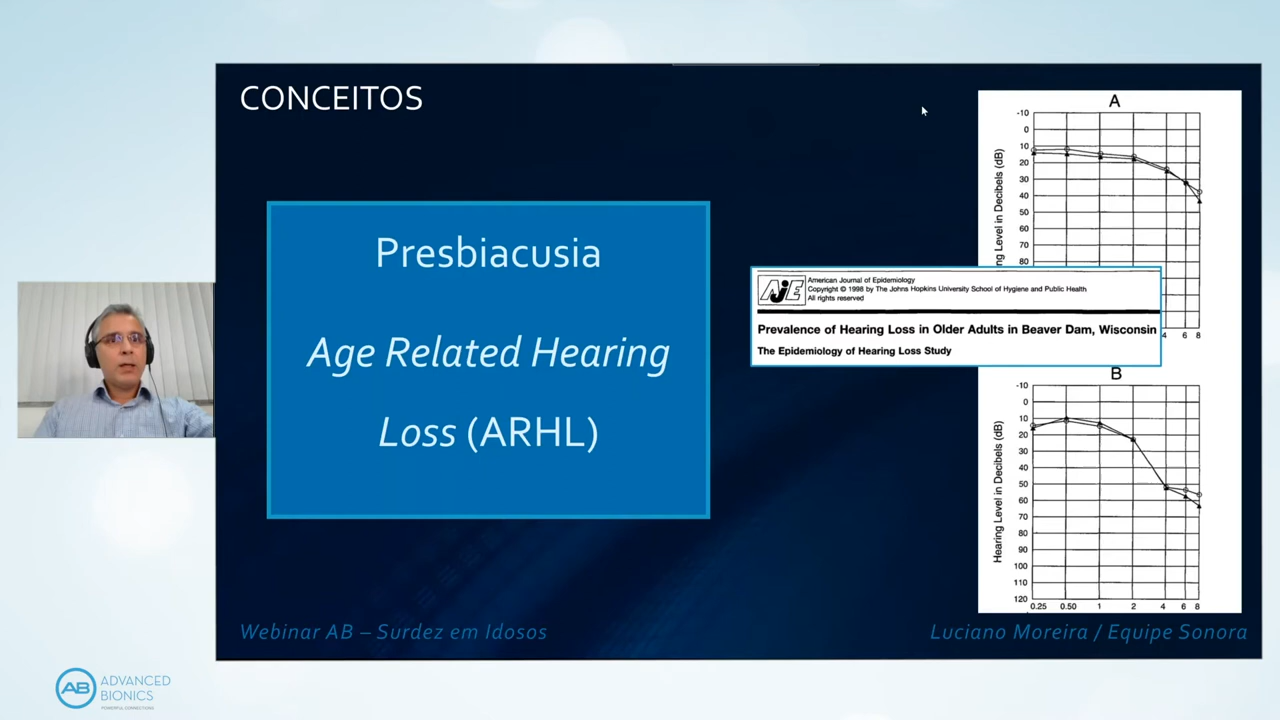 CONCEITOS
Presbiacusia
Age Related Hearing
Loss (ARHL)
A
-10
0
10
20
30
40
50
60
70
80
ng Level in Decibels (dB)
4 6 8
AJE
American Journal of Epidemiology
Copyright © 1998 by The Johns Hopkins University School of Hygiene and Public Health
All rights reserved
Prevalence of Hearing Loss in Older Adults in Beaver Dam, Wisconsin
The Epidemiology of Hearing Loss Study
B
-10
0
10
20
30
40
50
60
70
80
90
100
110
120
Hearing Level in Decibels (dB)
0.25 0.50 1 2 4 6 8
Webinar AB – Surdez em Idosos
Luciano Moreira / Equipe Sonora
AB
ADVANCED
BIONICS
POWERFUL CONNECTIONS